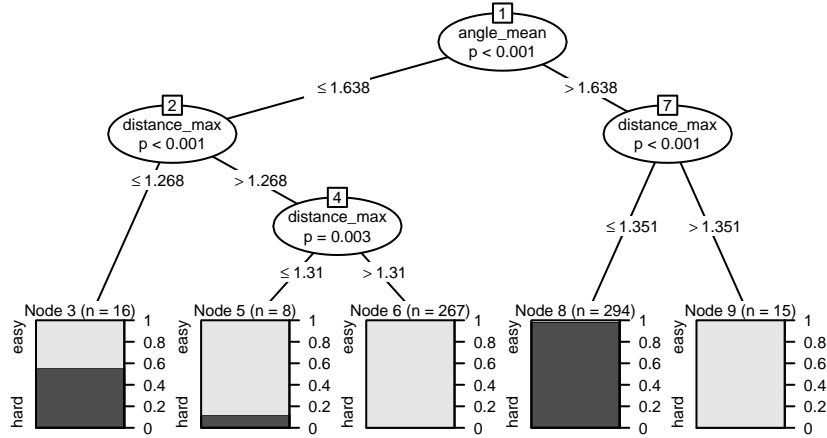 1
angle_mean
p < 0.001
≤ 1.638
> 1.638
2
distance_max
p < 0.001
7
distance_max
p < 0.001
≤ 1.268
> 1.268
4
distance_max
p = 0.003
≤ 1.31
> 1.31
≤ 1.351
> 1.351
Node 3 (n = 16)
hard
easy
0
0.2
0.4
0.6
0.8
1
Node 5 (n = 8)
hard
easy
0
0.2
0.4
0.6
0.8
1
Node 6 (n = 267)
hard
easy
0
0.2
0.4
0.6
0.8
1
Node 8 (n = 294)
hard
easy
0
0.2
0.4
0.6
0.8
1
Node 9 (n = 15)
hard
easy
0
0.2
0.4
0.6
0.8
1